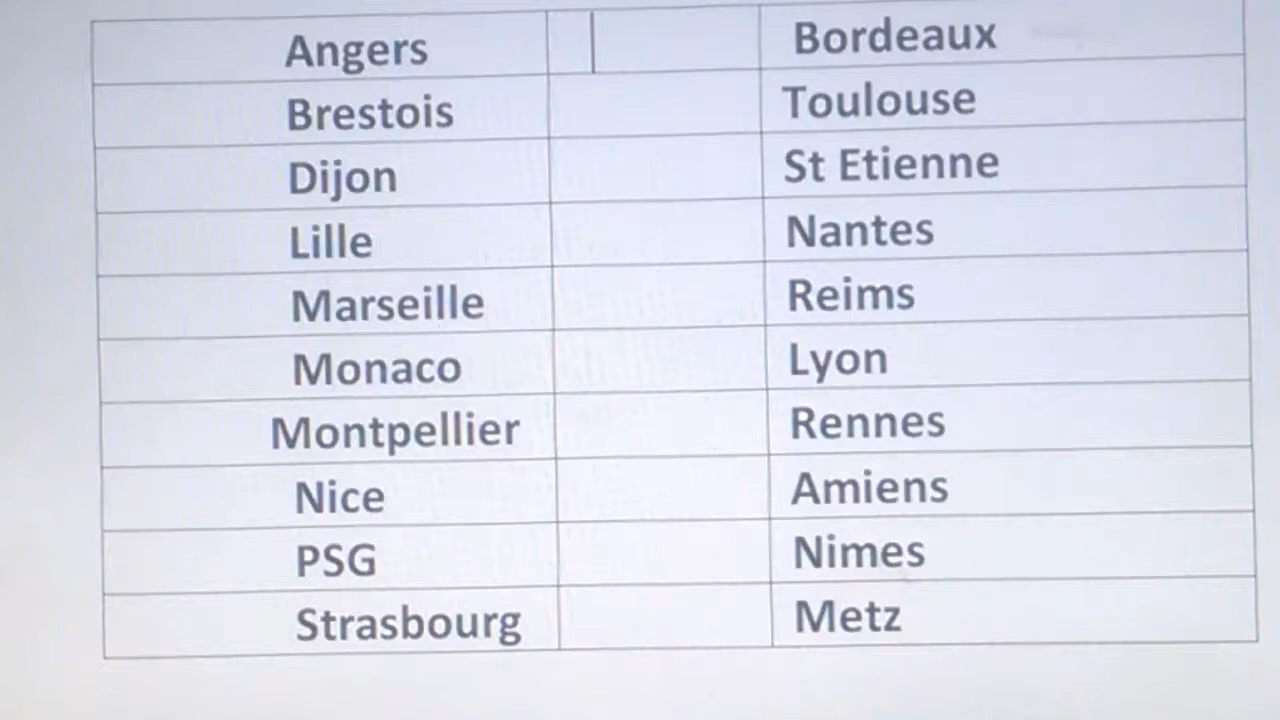 Angers Bordeaux
Brestois Toulouse
Dijon St Etienne
Lille Nantes
Marseille Reims
Monaco Lyon
Montpellier Rennes
Nice Amiens
PSG Nimes
Strasbourg Metz